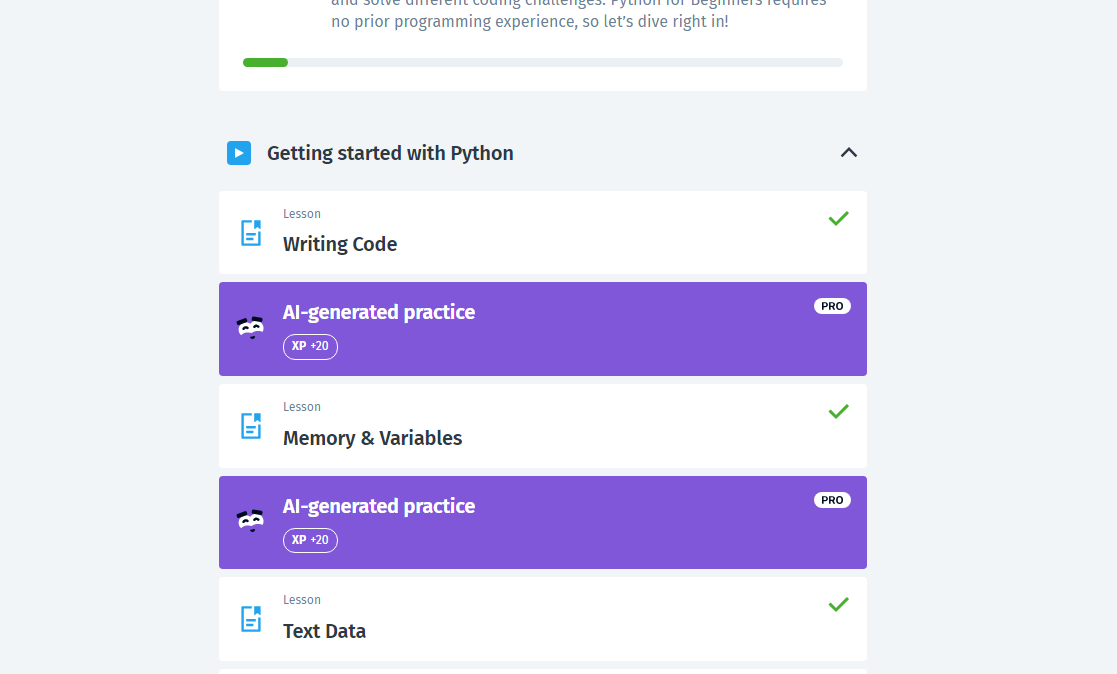 and solve different coding challenges. Python for Beginners requires
no prior programming experience, so let's dive right in!
Getting started with Python
Lesson
Writing Code
AI-generated practice
PRO
XP +20
Lesson
Memory & Variables
AI-generated practice
PRO
XP +20
Lesson
Text Data